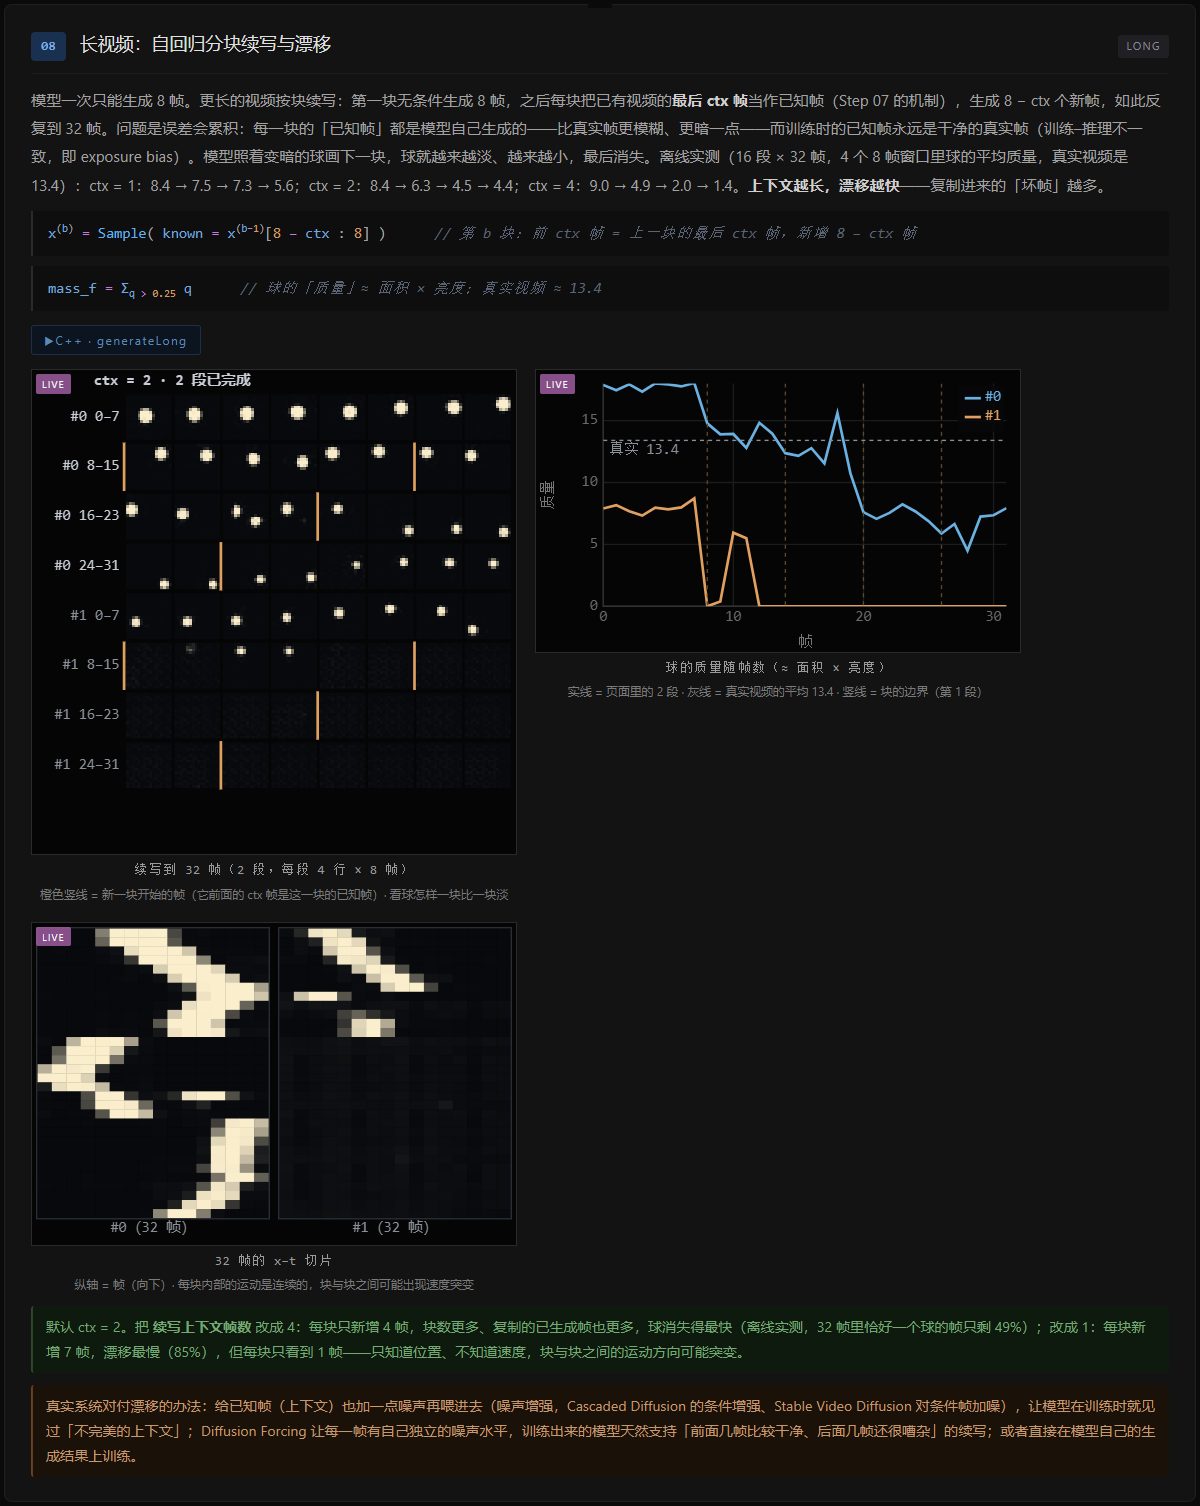 08 长视频：自回归分块续写与漂移 LONG
模型一次只能生成 8 帧。更长的视频按块续写：第一块无条件生成 8 帧，之后每块把已有视频的最后 ctx 帧当作已知帧（Step 07 的机制），生成 8 − ctx 个新帧，如此反
复到 32 帧。问题是误差会累积：每一块的「已知帧」都是模型自己生成的——比真实帧更模糊、更暗一点——而训练时的已知帧永远是干净的真实帧（训练–推理不一
致，即 exposure bias）。模型照着变暗的球画下一块，球就越来越淡、越来越小，最后消失。离线实测（16 段 × 32 帧，4 个 8 帧窗口里球的平均质量，真实视频是
13.4）：ctx = 1：8.4 → 7.5 → 7.3 → 5.6；ctx = 2：8.4 → 6.3 → 4.5 → 4.4；ctx = 4：9.0 → 4.9 → 2.0 → 1.4。上下文越长，漂移越快——复制进来的「坏帧」越多。
x(b) = Sample( known = x(b−1)[8 − ctx : 8] ) // 第 b 块: 前 ctx 帧 = 上一块的最后 ctx 帧，新增 8 − ctx 帧
mass_f = Σq > 0.25 q // 球的「质量」≈ 面积 × 亮度；真实视频 ≈ 13.4
▶C++ · generateLong
LIVE
ctx = 2 · 2 段已完成
#0 0–7
#0 8–15
#0 16–23
#0 24–31
#1 0–7
#1 8–15
#1 16–23
#1 24–31
续写到 32 帧（2 段，每段 4 行 × 8 帧）
橙色竖线 = 新一块开始的帧（它前面的 ctx 帧是这一块的已知帧）· 看球怎样一块比一块淡
LIVE
#0
#1
15
真实 13.4
10
质量
5
0
0 10 20 30
帧
球的质量随帧数（≈ 面积 × 亮度）
实线 = 页面里的 2 段 · 灰线 = 真实视频的平均 13.4 · 竖线 = 块的边界（第 1 段）
LIVE
#0 (32 帧) #1 (32 帧)
32 帧的 x–t 切片
纵轴 = 帧（向下）· 每块内部的运动是连续的，块与块之间可能出现速度突变
默认 ctx = 2。把 续写上下文帧数 改成 4：每块只新增 4 帧，块数更多、复制的已生成帧也更多，球消失得最快（离线实测，32 帧里恰好一个球的帧只剩 49%）；改成 1：每块新
增 7 帧，漂移最慢（85%），但每块只看到 1 帧——只知道位置、不知道速度，块与块之间的运动方向可能突变。
真实系统对付漂移的办法：给已知帧（上下文）也加一点噪声再喂进去（噪声增强，Cascaded Diffusion 的条件增强、Stable Video Diffusion 对条件帧加噪），让模型在训练时就见
过「不完美的上下文」；Diffusion Forcing 让每一帧有自己独立的噪声水平，训练出来的模型天然支持「前面几帧比较干净、后面几帧还很嘈杂」的续写；或者直接在模型自己的生
成结果上训练。